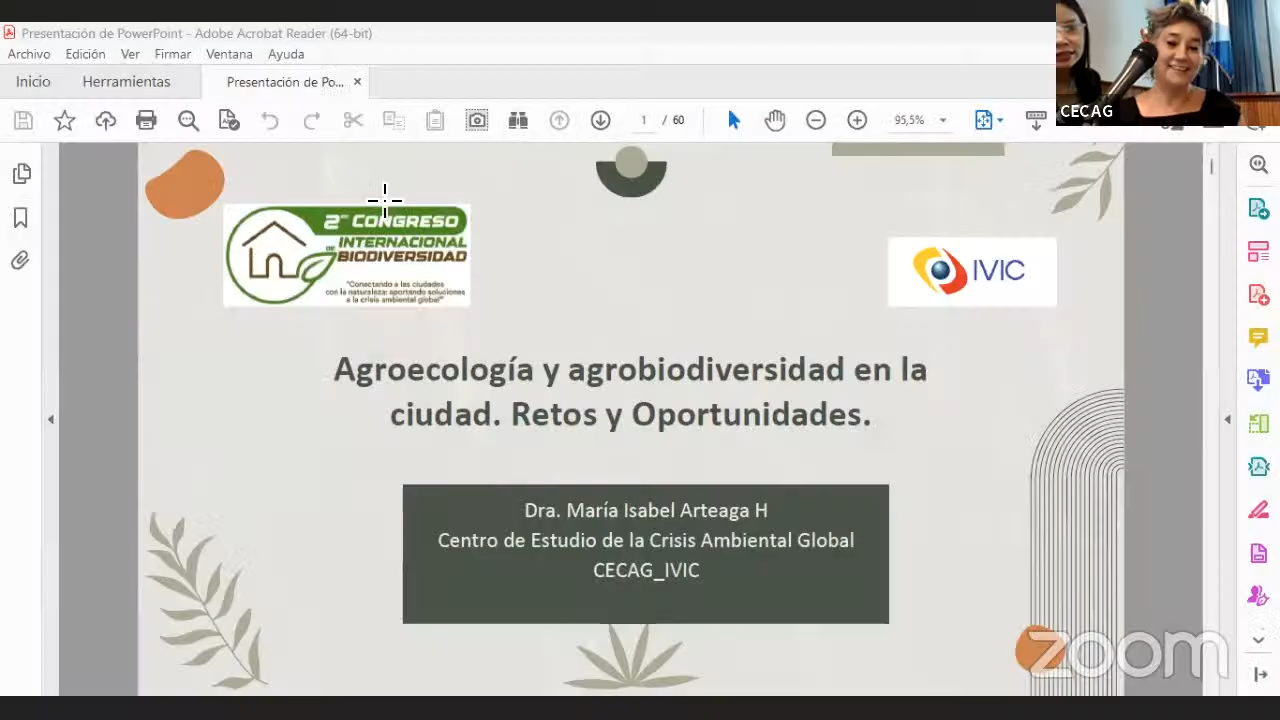 Presentación de PowerPoint - Adobe Acrobat Reader (64-bit)
Archivo Edición Ver Firmar Ventana Ayuda
Inicio Herramientas Presentación de Po... ×
1 / 60 95,5%
CECAG
2do CONGRESO
INTERNACIONAL
DE BIODIVERSIDAD
"Conectando a las ciudades
con la naturaleza: aportando soluciones
a la crisis ambiental global"
IVIC
Agroecología y agrobiodiversidad en la
ciudad. Retos y Oportunidades.
Dra. María Isabel Arteaga H
Centro de Estudio de la Crisis Ambiental Global
CECAG_IVIC
zoom